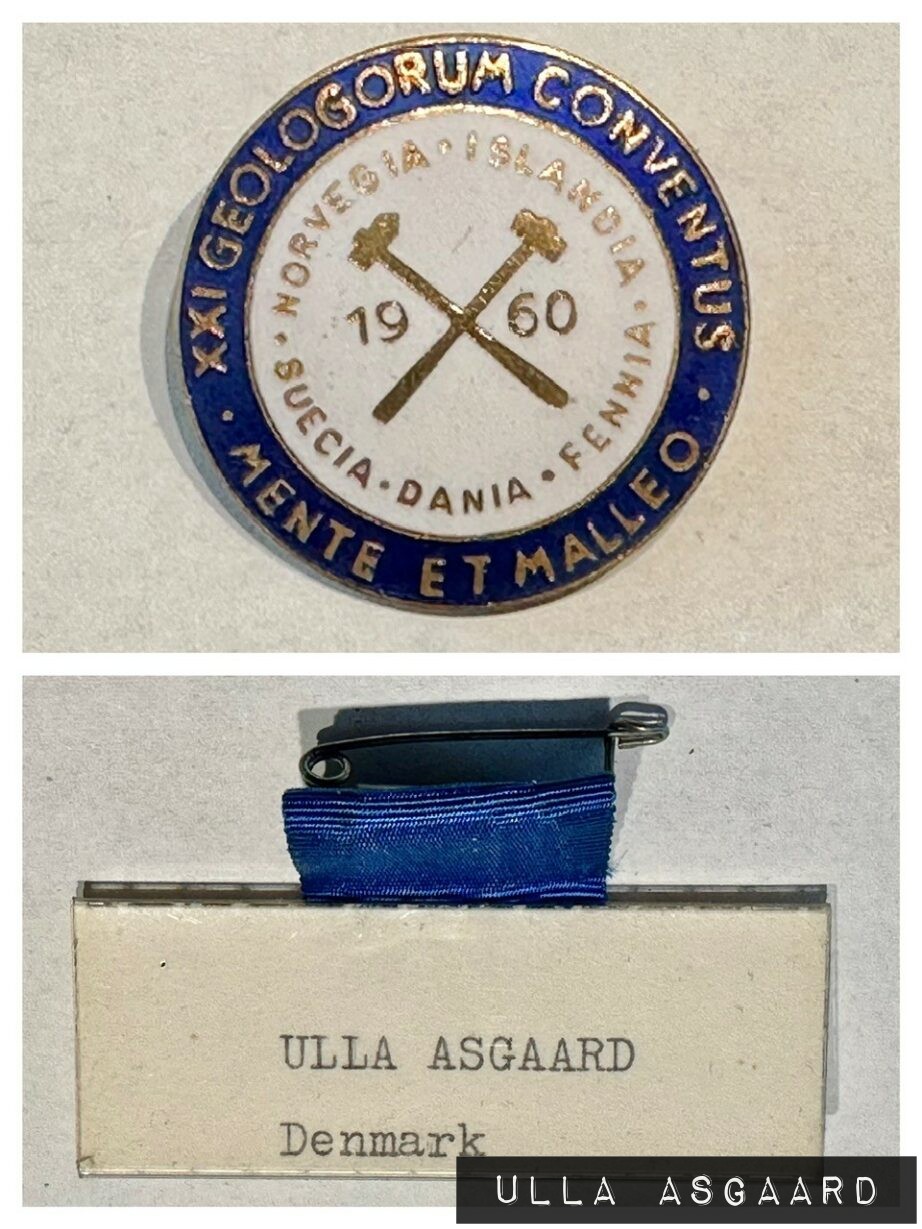 XXI GEOLOGORUM CONVENTUS
· MENTE ET MALLEO ·
NORVEGIA · ISLANDIA · FENNIA · DANIA · SUECIA ·
19 60
ULLA ASGAARD
Denmark
ULLA ASGAARD